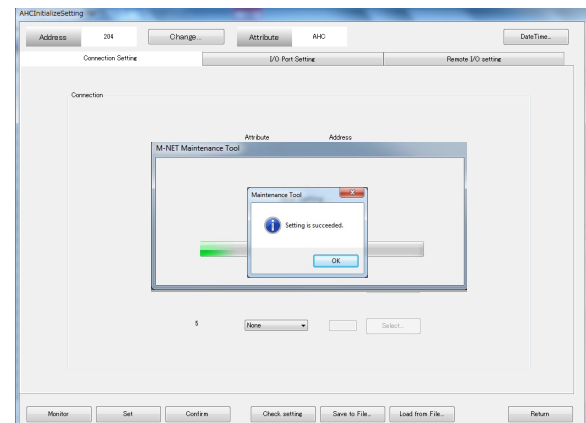 AHCInitializeSetting
Address 204 Change... Attribute AHC DateTime...
Connection Setting I/O Port Setting Remote I/O setting
Connection
Attribute Address
M-NET Maintenance Tool
Maintenance Tool
Setting is succeeded.
OK
5 None Select...
Monitor Set Confirm Check setting Save to File... Load from File... Return